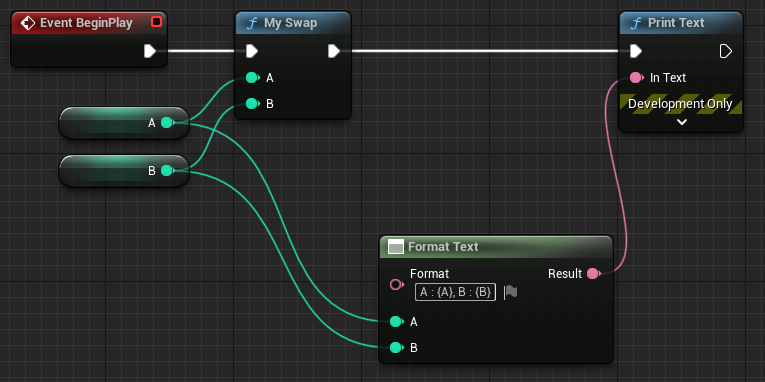 Event BeginPlay
My Swap
Print Text
A
B
In Text
Development Only
A
B
Format Text
Format
Result
A : {A}, B : {B}
A
B